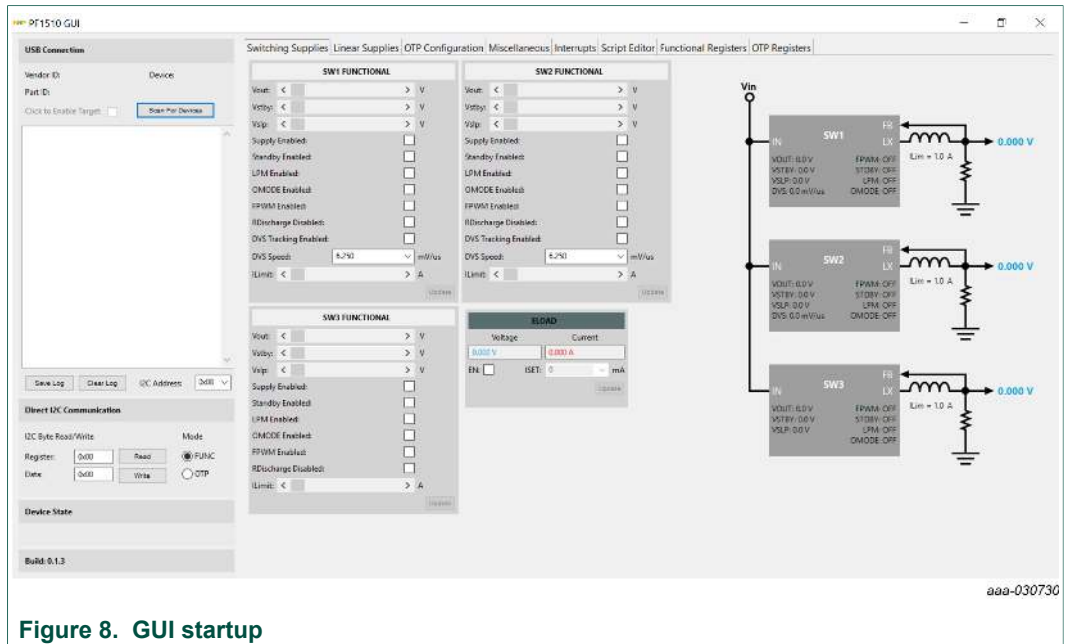 PF1510 GUI
USB Connection
Vendor ID: Device:
Part ID:
Click to Enable Target: Scan For Devices
Save Log Clear Log I2C Address: 0x08
Direct I2C Communication
I2C Byte Read/Write Mode
Register: 0x00 Read FUNC
Data: 0x00 Write OTP
Device State
Build: 0.1.3
Switching Supplies Linear Supplies OTP Configuration Miscellaneous Interrupts Script Editor Functional Registers OTP Registers
SW1 FUNCTIONAL
Vout: < > V
Vstby: < > V
Vslp: < > V
Supply Enabled:
Standby Enabled:
LPM Enabled:
OMODE Enabled:
FPWM Enabled:
RDischarge Disabled:
DVS Tracking Enabled:
DVS Speed: 6.250 mV/us
ILimit: < > A
Update
SW2 FUNCTIONAL
Vout: < > V
Vstby: < > V
Vslp: < > V
Supply Enabled:
Standby Enabled:
LPM Enabled:
OMODE Enabled:
FPWM Enabled:
RDischarge Disabled:
DVS Tracking Enabled:
DVS Speed: 6.250 mV/us
ILimit: < > A
Update
SW3 FUNCTIONAL
Vout: < > V
Vstby: < > V
Vslp: < > V
Supply Enabled:
Standby Enabled:
LPM Enabled:
OMODE Enabled:
FPWM Enabled:
RDischarge Disabled:
ILimit: < > A
Update
ELOAD
Voltage Current
0.000 V 0.000 A
EN: ISET: 0 mA
Update
Vin
FB
IN SW1 LX 0.000 V
VOUT: 0.0 V FPWM: OFF ILim = 1.0 A
VSTBY: 0.0 V STDBY: OFF
VSLP: 0.0 V LPM: OFF
DVS: 0.0 mV/us OMODE: OFF
FB
IN SW2 LX 0.000 V
VOUT: 0.0 V FPWM: OFF ILim = 1.0 A
VSTBY: 0.0 V STDBY: OFF
VSLP: 0.0 V LPM: OFF
DVS: 0.0 mV/us OMODE: OFF
FB
IN SW3 LX 0.000 V
VOUT: 0.0 V FPWM: OFF ILim = 1.0 A
VSTBY: 0.0 V STDBY: OFF
VSLP: 0.0 V LPM: OFF
OMODE: OFF
aaa-030730
Figure 8. GUI startup